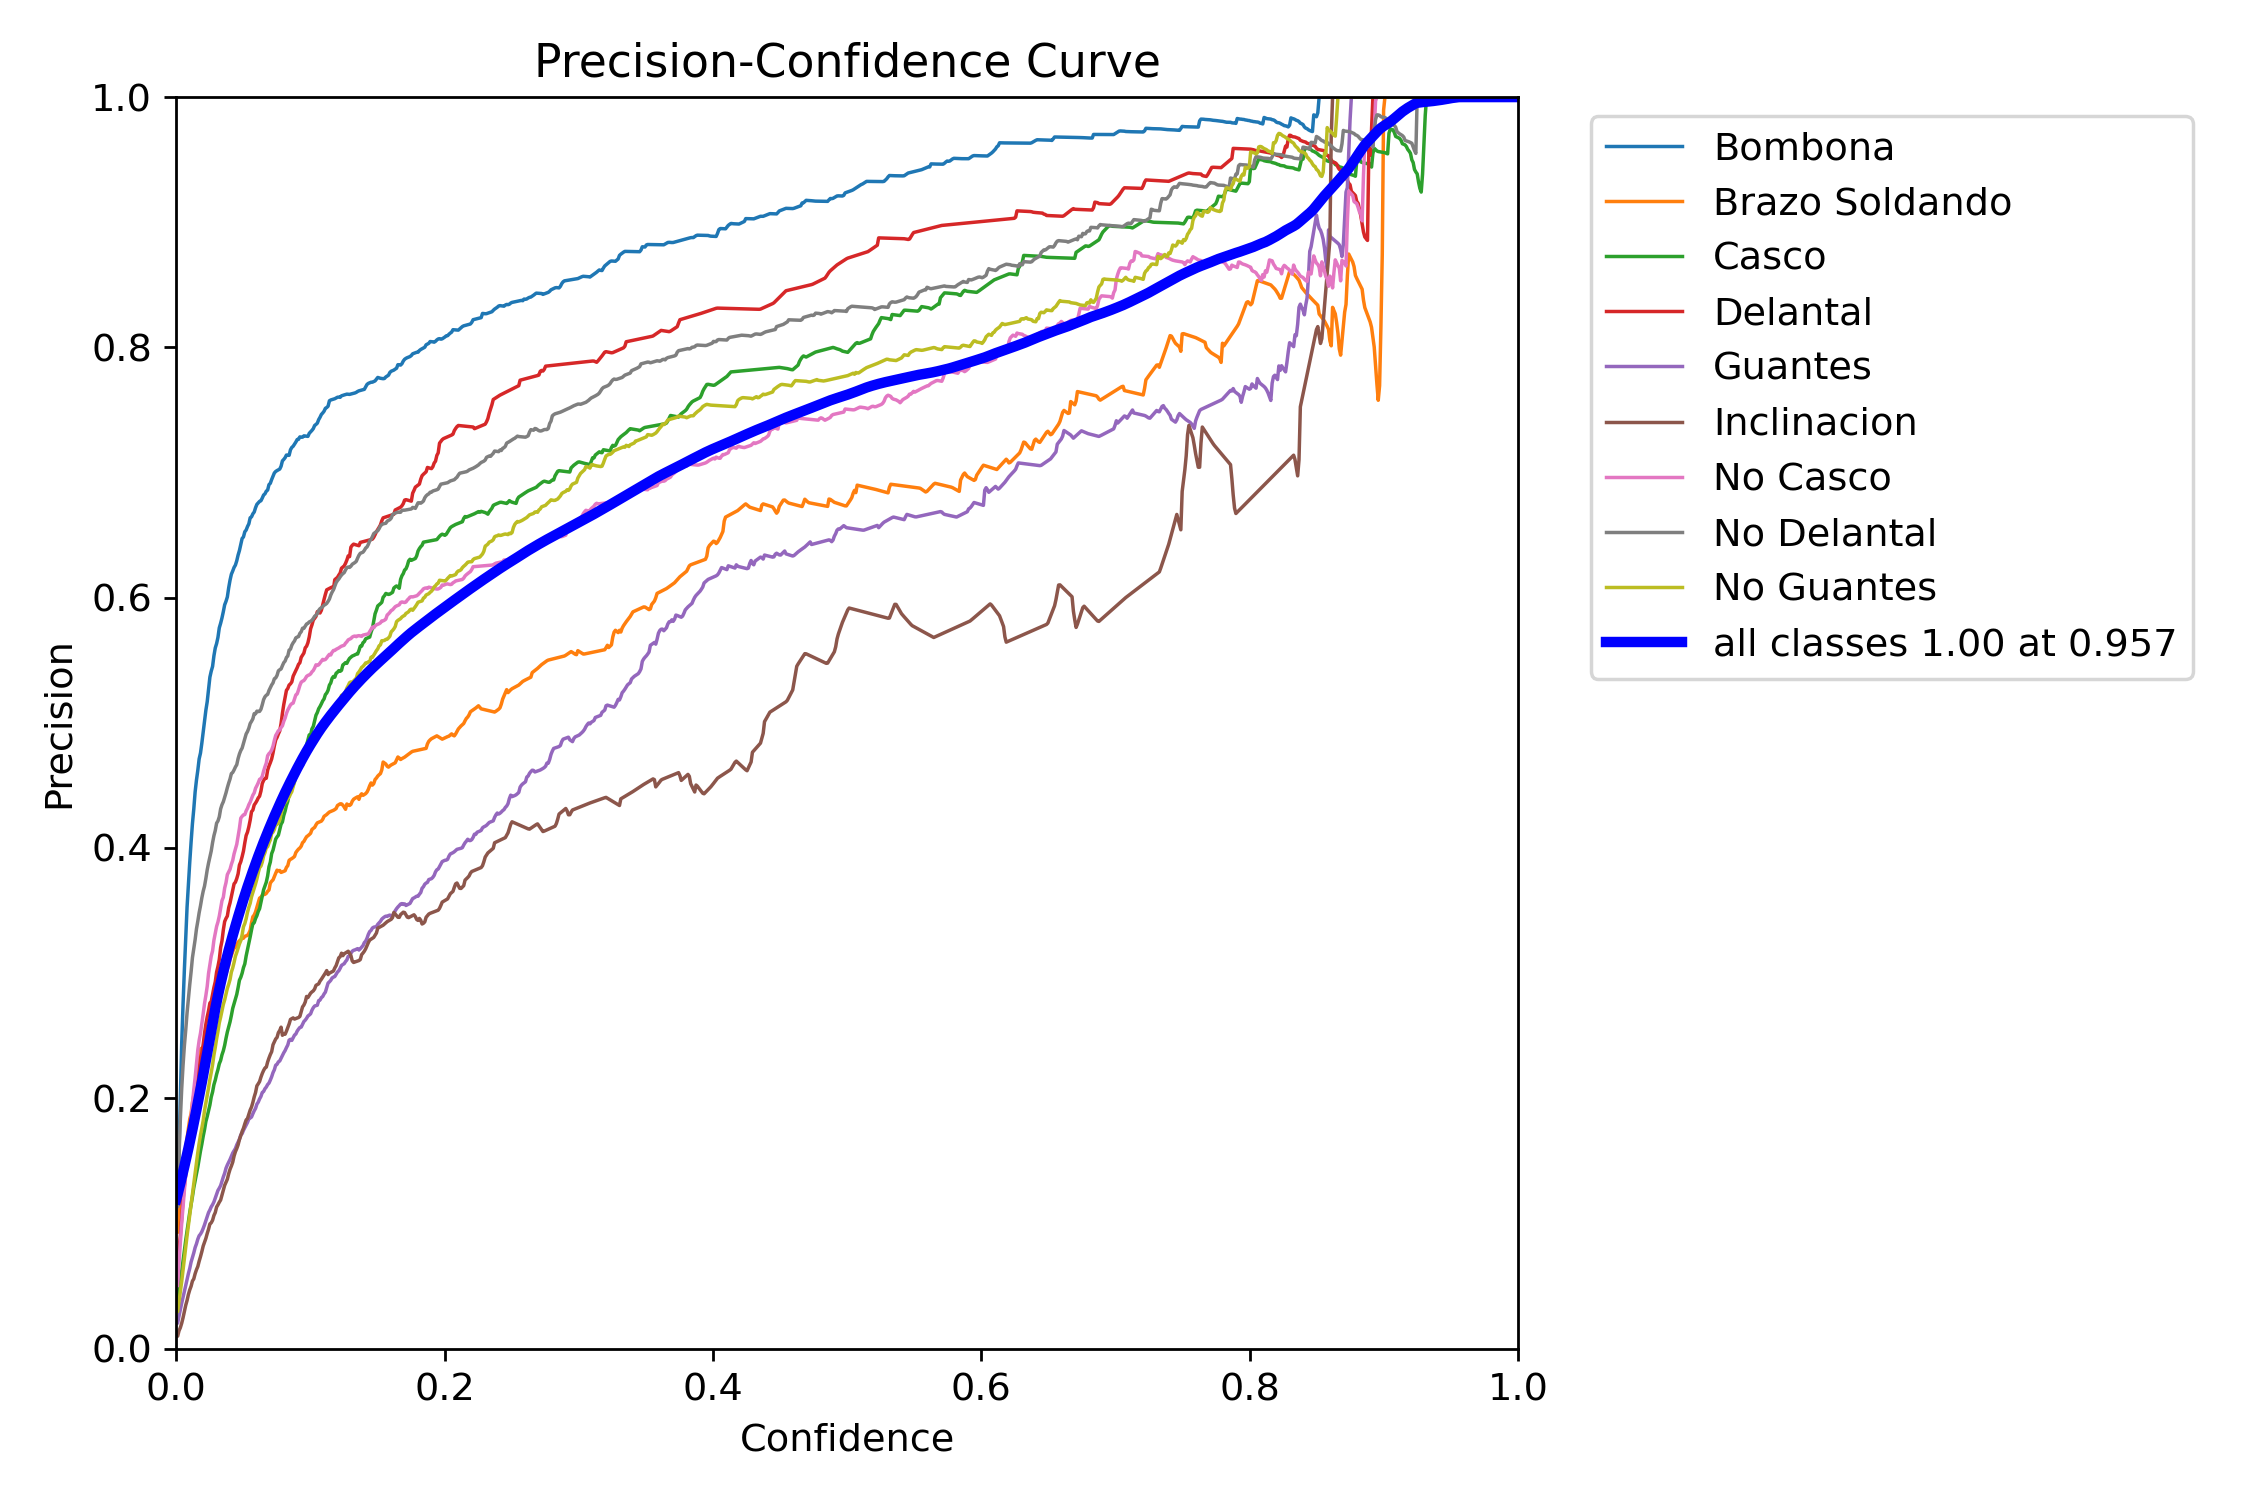 Precision-Confidence Curve
1.0
0.8
0.6
0.4
0.2
0.0
Precision
0.0 0.2 0.4 0.6 0.8 1.0
Confidence
Bombona
Brazo Soldando
Casco
Delantal
Guantes
Inclinacion
No Casco
No Delantal
No Guantes
all classes 1.00 at 0.957